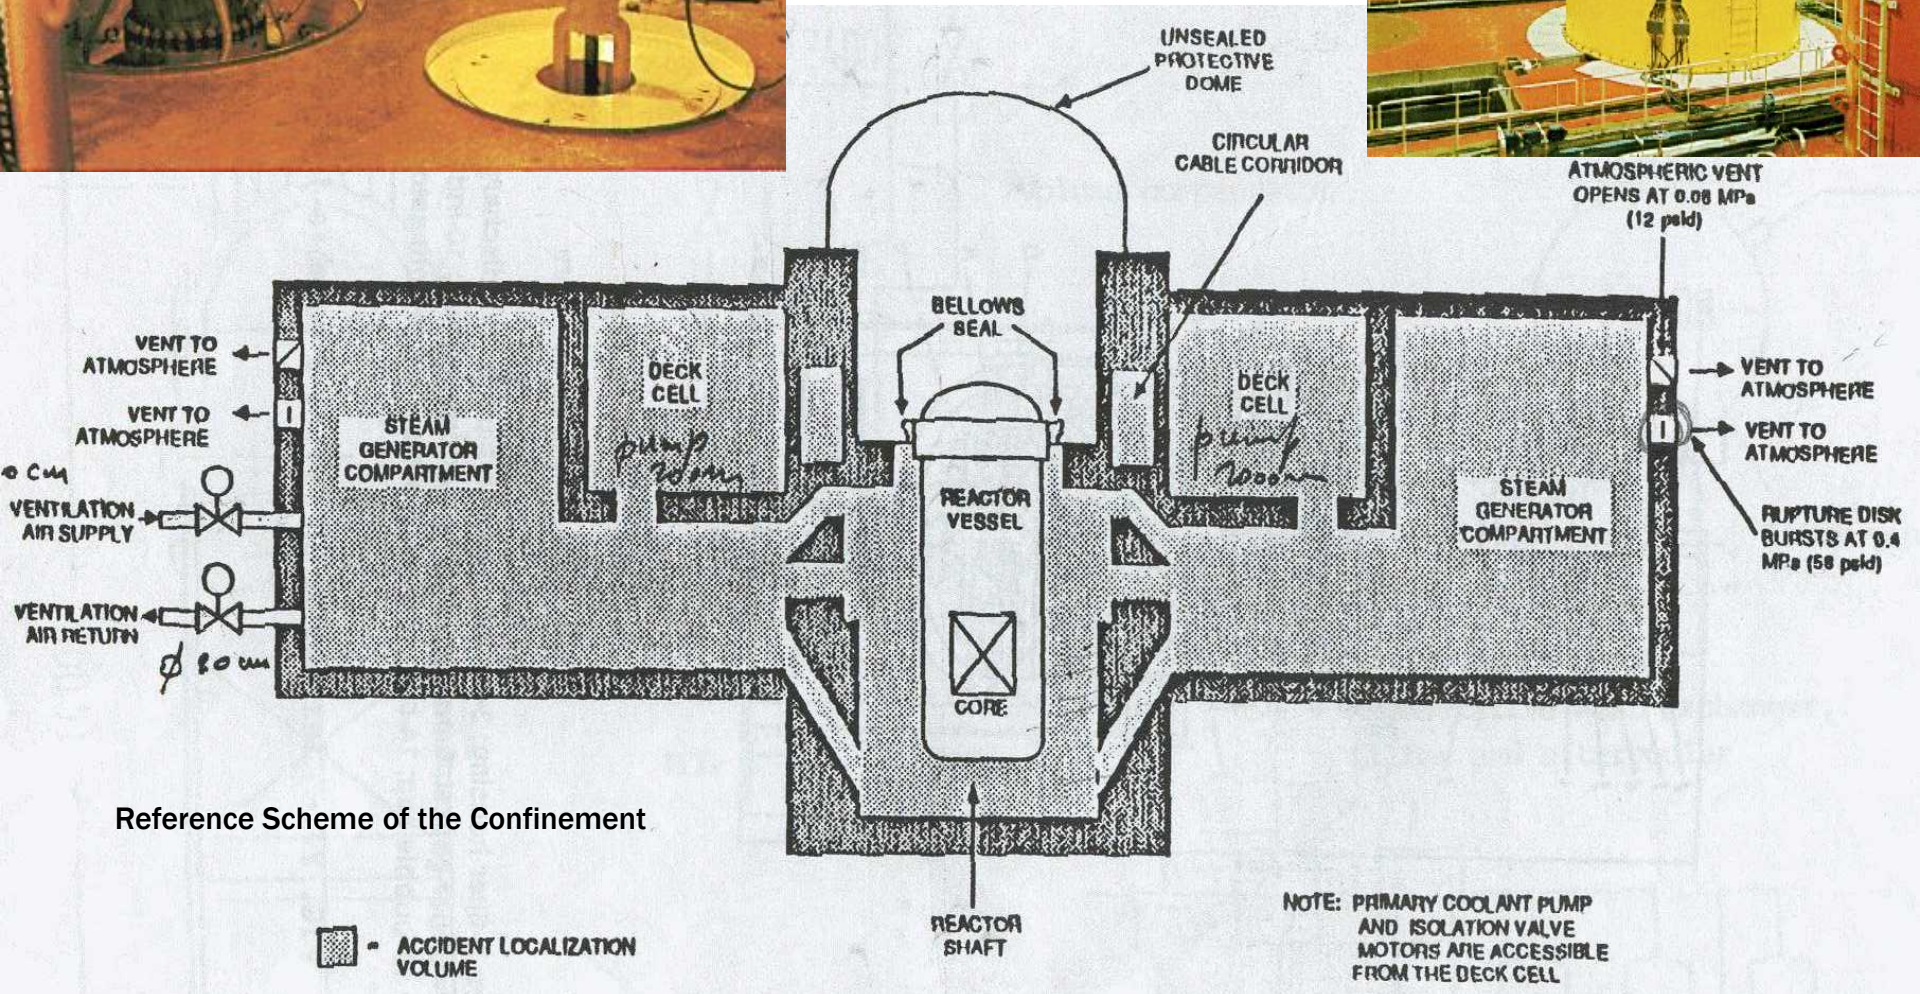 UNSEALED
PROTECTIVE
DOME
CIRCULAR
CABLE CORRIDOR
ATMOSPHERIC VENT
OPENS AT 0.08 MPa
(12 psid)
BELLOWS
SEAL
VENT TO
ATMOSPHERE
VENT TO
ATMOSPHERE
cm
VENTILATION
AIR SUPPLY
VENTILATION
AIR RETURN
ϕ 80 cm
STEAM
GENERATOR
COMPARTMENT
DECK
CELL
pump
room
REACTOR
VESSEL
CORE
DECK
CELL
pump
room
STEAM
GENERATOR
COMPARTMENT
VENT TO
ATMOSPHERE
VENT TO
ATMOSPHERE
RUPTURE DISK
BURSTS AT 0.4
MPa (58 psid)
Reference Scheme of the Confinement
- ACCIDENT LOCALIZATION
VOLUME
REACTOR
SHAFT
NOTE: PRIMARY COOLANT PUMP
AND ISOLATION VALVE
MOTORS ARE ACCESSIBLE
FROM THE DECK CELL